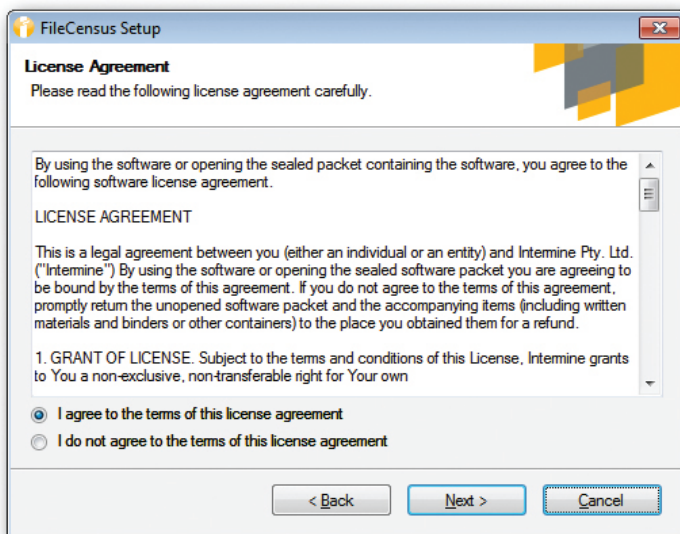 FileCensus Setup
License Agreement
Please read the following license agreement carefully.
By using the software or opening the sealed packet containing the software, you agree to the
following software license agreement.
LICENSE AGREEMENT
This is a legal agreement between you (either an individual or an entity) and Intermine Pty. Ltd.
("Intermine") By using the software or opening the sealed software packet you are agreeing to
be bound by the terms of this agreement. If you do not agree to the terms of this agreement,
promptly return the unopened software packet and the accompanying items (including written
materials and binders or other containers) to the place you obtained them for a refund.
1. GRANT OF LICENSE. Subject to the terms and conditions of this License, Intermine grants
to You a non-exclusive, non-transferable right for Your own
I agree to the terms of this license agreement
I do not agree to the terms of this license agreement
< Back Next > Cancel